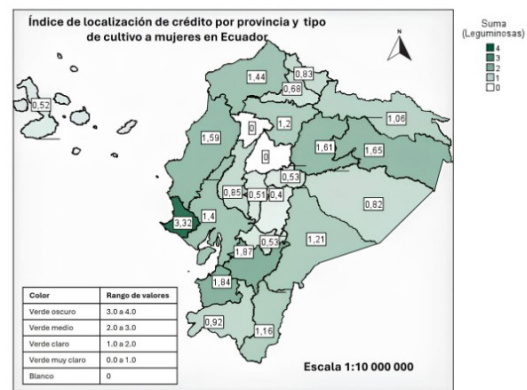 Índice de localización de crédito por provincia y tipo
de cultivo a mujeres en Ecuador
N
Suma
(Leguminosas)
4
3
2
1
0
0,83
1,44
0,68
0,52
1,06
1,2
0
1,59
1,61
1,65
0
0,53
0,85
0,51
0,4
0,82
1,4
3,32
0,53
1,21
1,87
1,84
0,92
1,16
Color
Rango de valores
Verde oscuro
3.0 a 4.0
Verde medio
2.0 a 3.0
Verde claro
1.0 a 2.0
Verde muy claro
0.0 a 1.0
Blanco
0
Escala 1:10 000 000